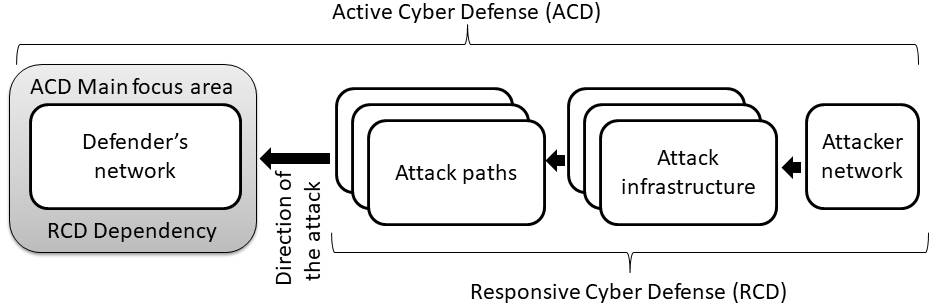 Active Cyber Defense (ACD)
ACD Main focus area
Defender's
network
RCD Dependency
Direction of
the attack
Attack paths
Attack
infrastructure
Attacker
network
Responsive Cyber Defense (RCD)